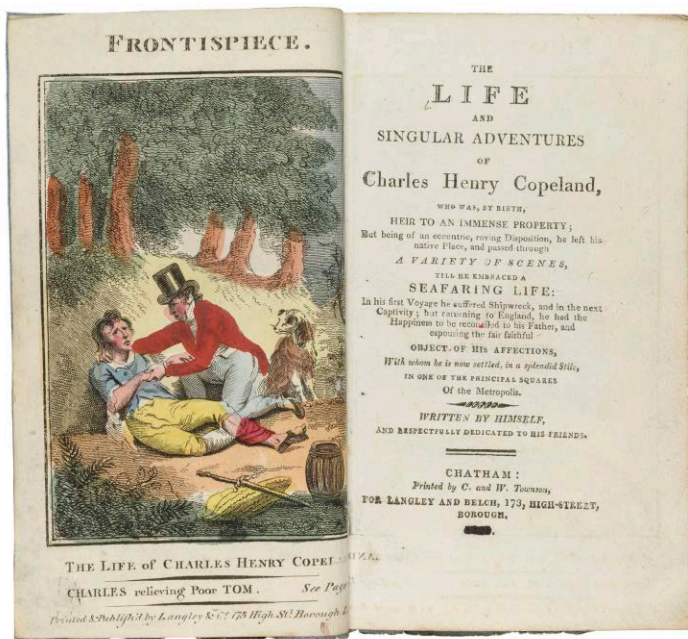 FRONTISPIECE.
THE LIFE of CHARLES HENRY COPEL
CHARLES relieving Poor TOM. See Page
Printed & Publish'd by Langley & Co. 173 High St. Borough
THE
LIFE
AND
SINGULAR ADVENTURES
OF
Charles Henry Copeland,
WHO WAS, BY BIRTH,
HEIR TO AN IMMENSE PROPERTY;
But being of an eccentric, roving Disposition, he left his
native Place, and passed through
A VARIETY OF SCENES,
TILL HE EMBRACED A
SEAFARING LIFE:
In his first Voyage he suffered Shipwreck, and in the next
Captivity; but returning to England, he had the
Happiness to be reconciled to his Father, and
espousing the fair faithful
OBJECT OF HIS AFFECTIONS,
With whom he is now settled, in a splendid Stile,
IN ONE OF THE PRINCIPAL SQUARES
Of the Metropolis.
WRITTEN BY HIMSELF,
AND RESPECTFULLY DEDICATED TO HIS FRIENDS.
CHATHAM:
Printed by C. and W. Townson,
FOR LANGLEY AND BELCH, 173, HIGH-STREET,
BOROUGH.